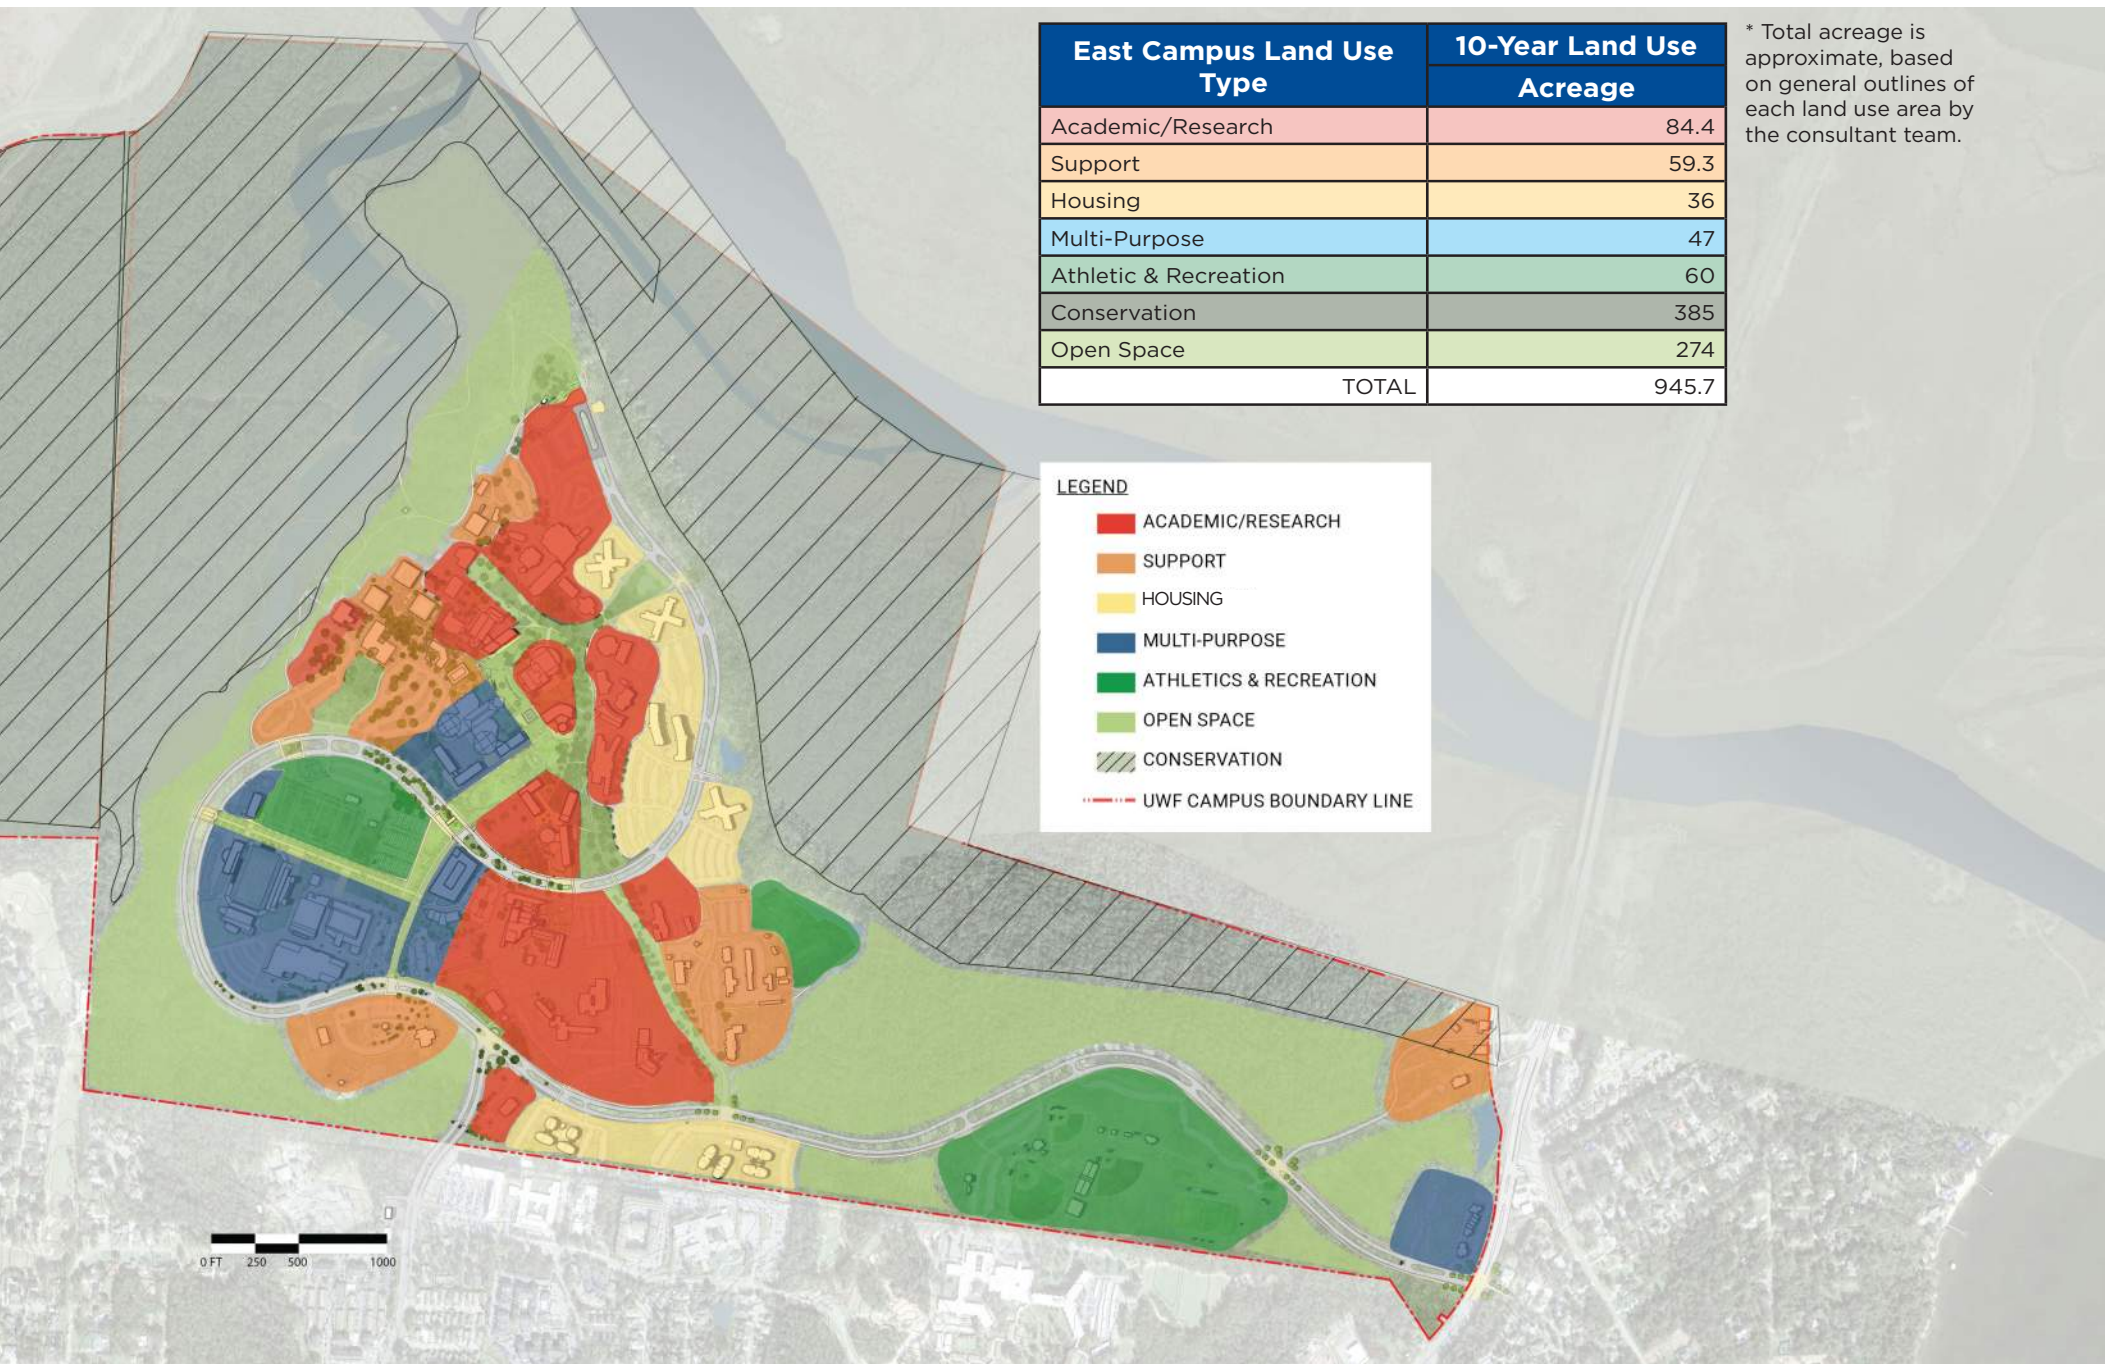 East Campus Land Use
Type
10-Year Land Use
Acreage
Academic/Research 84.4
Support 59.3
Housing 36
Multi-Purpose 47
Athletic & Recreation 60
Conservation 385
Open Space 274
TOTAL 945.7
* Total acreage is
approximate, based
on general outlines of
each land use area by
the consultant team.
LEGEND
ACADEMIC/RESEARCH
SUPPORT
HOUSING
MULTI-PURPOSE
ATHLETICS & RECREATION
OPEN SPACE
CONSERVATION
UWF CAMPUS BOUNDARY LINE
0 FT 250 500 1000